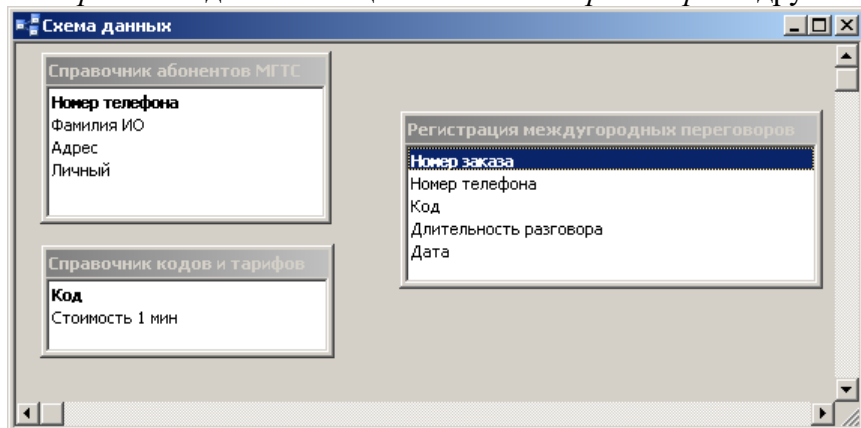 Схема данных
Справочник абонентов МГТС
Номер телефона
Фамилия ИО
Адрес
Личный
Регистрация междугородных переговоров
Номер заказа
Номер телефона
Код
Длительность разговора
Дата
Справочник кодов и тарифов
Код
Стоимость 1 мин